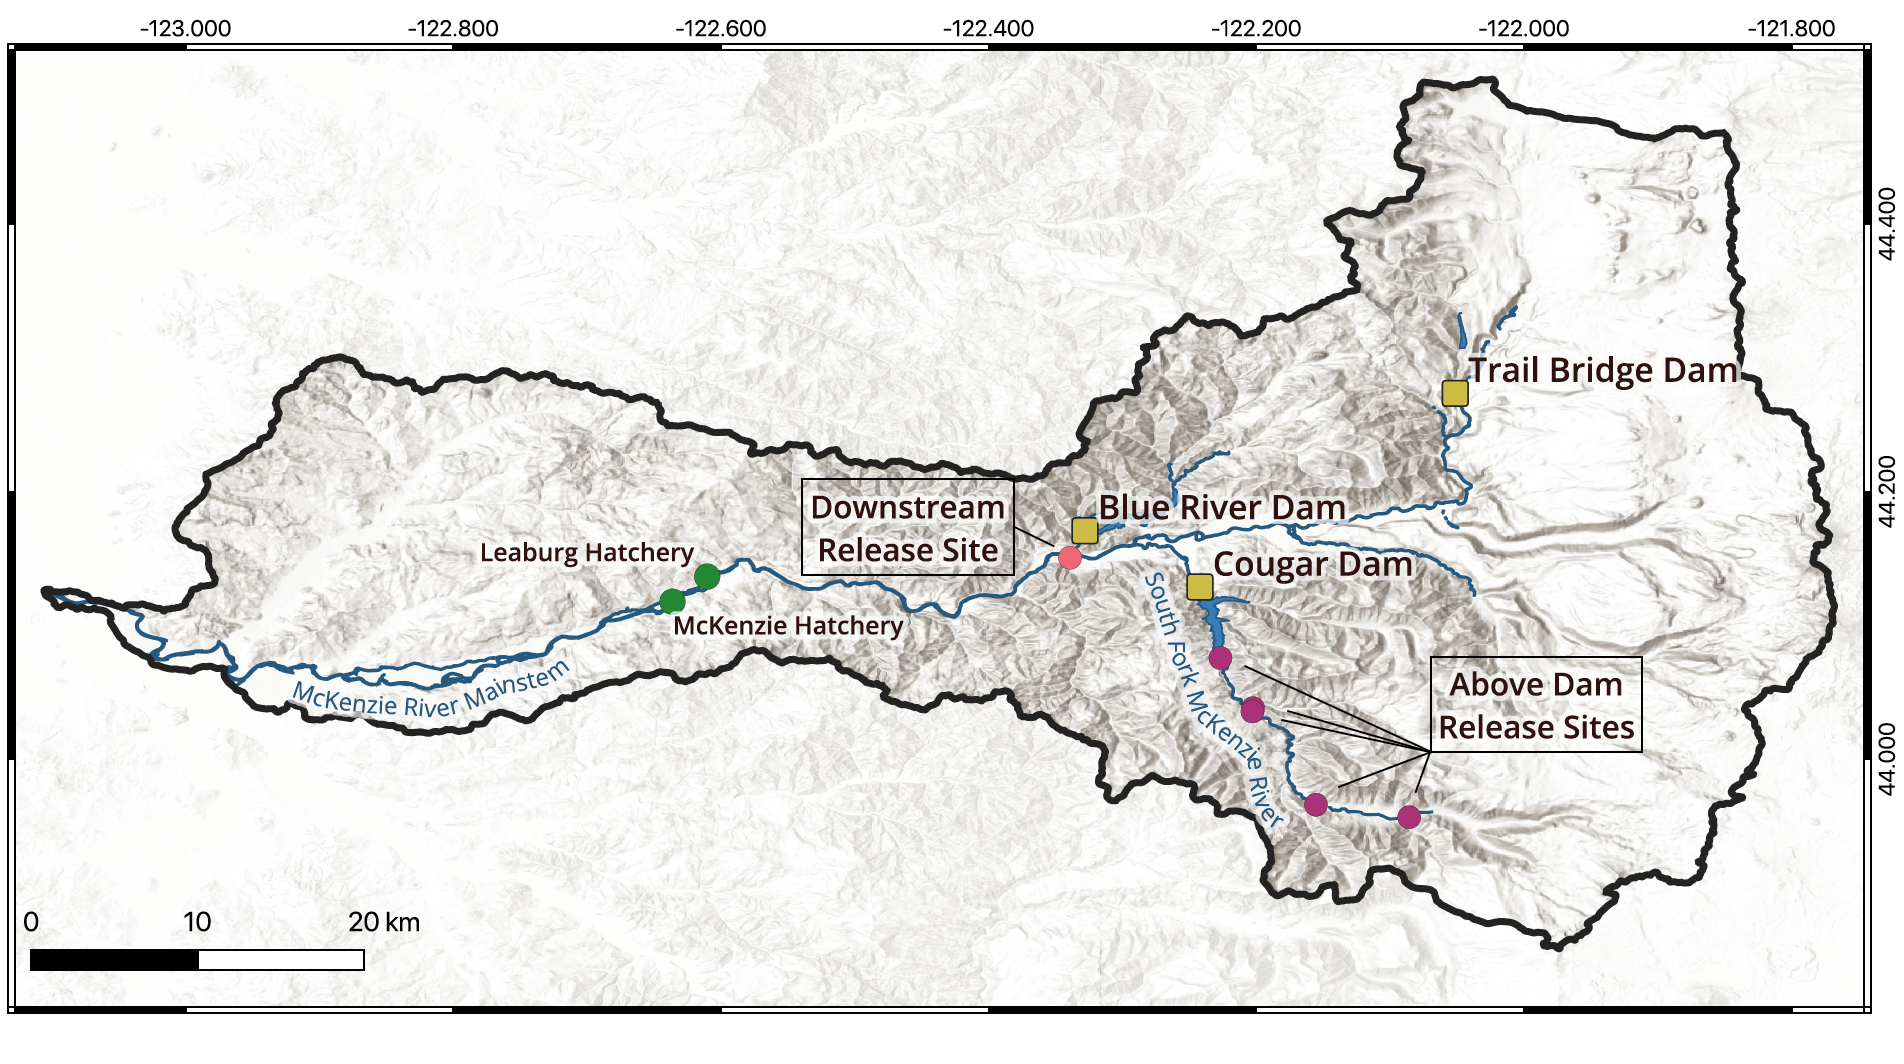 -123.000
-122.800
-122.600
-122.400
-122.200
-122.000
-121.800
44.400
Trail Bridge Dam
44.200
Downstream
Release Site
Blue River Dam
Leaburg Hatchery
Cougar Dam
McKenzie Hatchery
South Fork McKenzie River
McKenzie River Mainstem
Above Dam
Release Sites
44.000
0 10 20 km